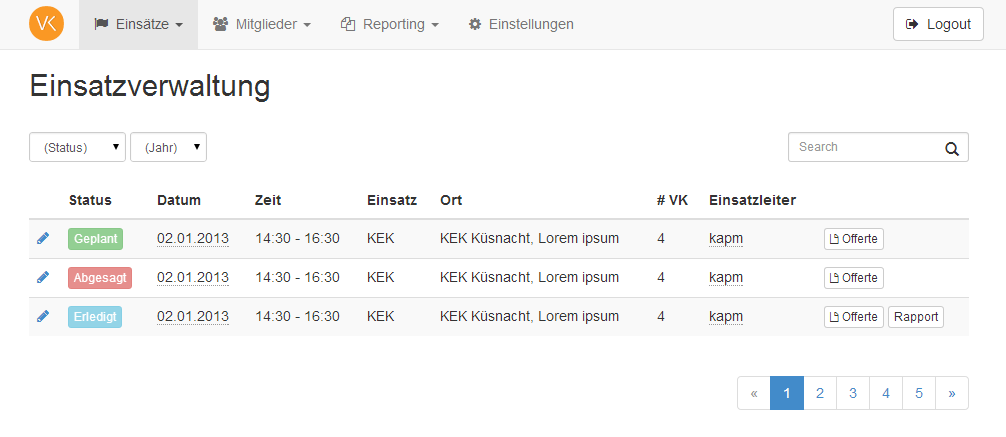 VK Einsätze Mitglieder Reporting Einstellungen Logout
Einsatzverwaltung
(Status) (Jahr) Search
Status Datum Zeit Einsatz Ort # VK Einsatzleiter
Geplant 02.01.2013 14:30 - 16:30 KEK KEK Küsnacht, Lorem ipsum 4 kapm Offerte
Abgesagt 02.01.2013 14:30 - 16:30 KEK KEK Küsnacht, Lorem ipsum 4 kapm Offerte
Erledigt 02.01.2013 14:30 - 16:30 KEK KEK Küsnacht, Lorem ipsum 4 kapm Offerte Rapport
« 1 2 3 4 5 »